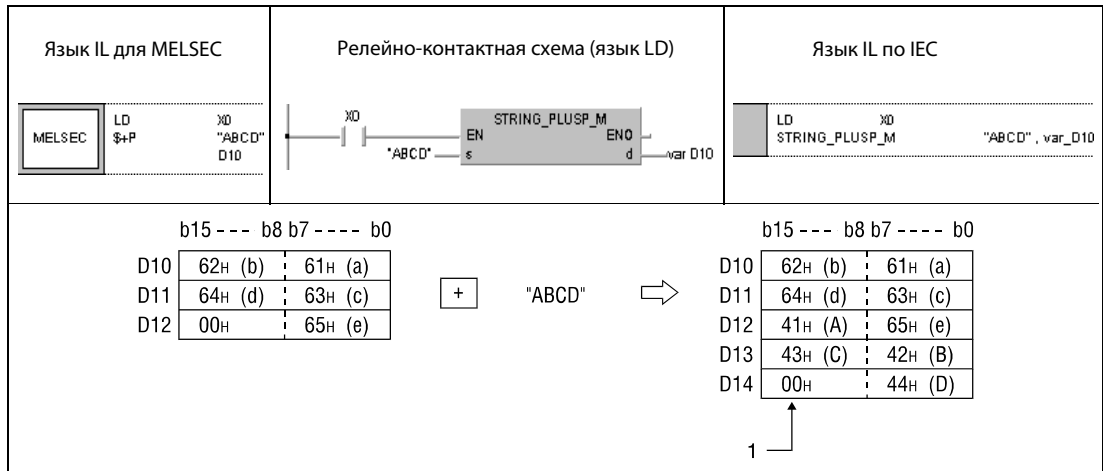 Язык IL для MELSEC
Релейно-контактная схема (язык LD)
Язык IL по IEC
MELSEC
LD X0
$+P "ABCD"
D10
X0
STRING_PLUSP_M
EN ENO
"ABCD" s d var D10
LD X0
STRING_PLUSP_M "ABCD" , var_D10
b15 --- b8 b7 ---- b0
D10 62H (b) 61H (a)
D11 64H (d) 63H (c)
D12 00H 65H (e)
+ "ABCD"
b15 --- b8 b7 ---- b0
D10 62H (b) 61H (a)
D11 64H (d) 63H (c)
D12 41H (A) 65H (e)
D13 43H (C) 42H (B)
D14 00H 44H (D)
1